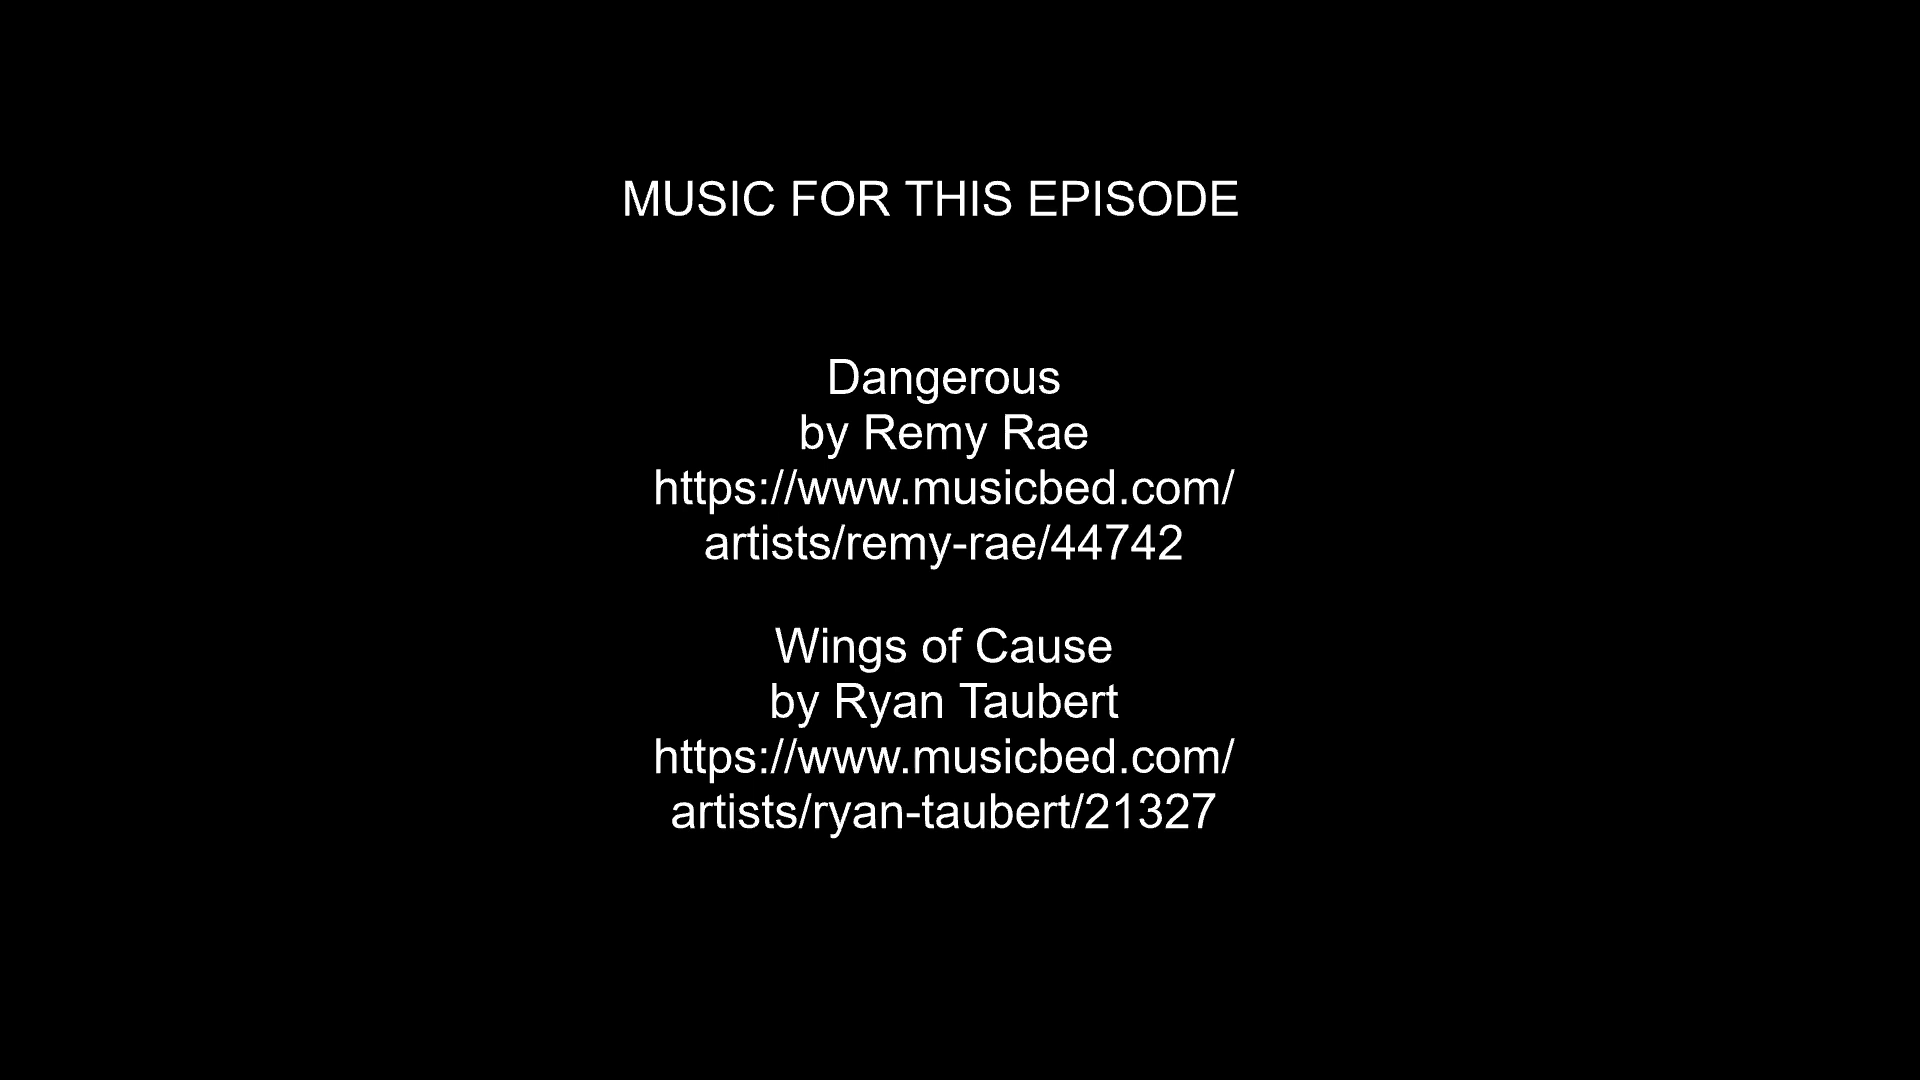 MUSIC FOR THIS EPISODE
Dangerous
by Remy Rae
https://www.musicbed.com/
artists/remy-rae/44742
Wings of Cause
by Ryan Taubert
https://www.musicbed.com/
artists/ryan-taubert/21327